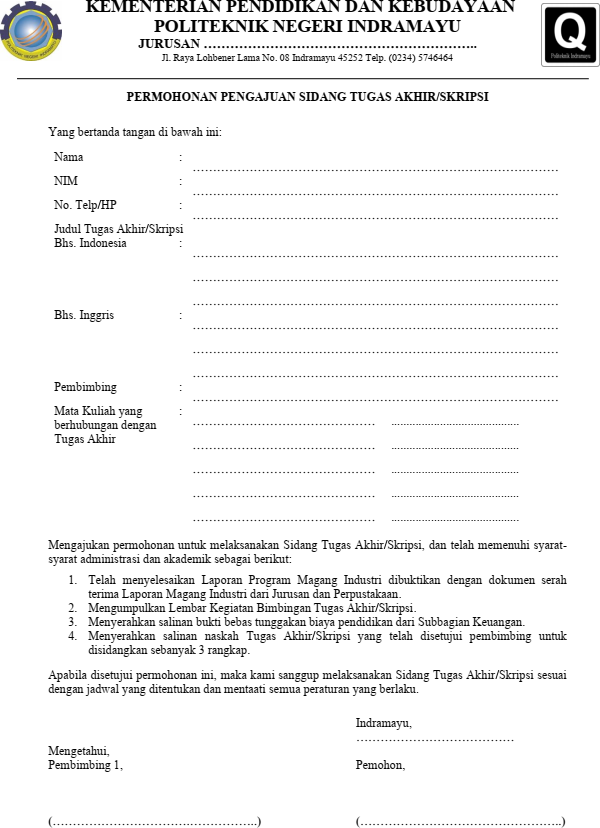 KEMENTERIAN PENDIDIKAN DAN KEBUDAYAAN
POLITEKNIK NEGERI INDRAMAYU
JURUSAN ……………………………………………………..
Jl. Raya Lohbener Lama No. 08 Indramayu 45252 Telp. (0234) 5746464
Q
Politeknik Indramayu
PERMOHONAN PENGAJUAN SIDANG TUGAS AKHIR/SKRIPSI
Yang bertanda tangan di bawah ini:
Nama : ………………………………………………………………………………
NIM : ………………………………………………………………………………
No. Telp/HP : ………………………………………………………………………………
Judul Tugas Akhir/Skripsi
Bhs. Indonesia : ………………………………………………………………………………
………………………………………………………………………………
………………………………………………………………………………
Bhs. Inggris : ………………………………………………………………………………
………………………………………………………………………………
………………………………………………………………………………
Pembimbing : ………………………………………………………………………………
Mata Kuliah yang : ……………………………………… ...........................................
berhubungan dengan ……………………………………… ...........................................
Tugas Akhir
……………………………………… ...........................................
……………………………………… ...........................................
……………………………………… ...........................................
Mengajukan permohonan untuk melaksanakan Sidang Tugas Akhir/Skripsi, dan telah memenuhi syarat-
syarat administrasi dan akademik sebagai berikut:
1. Telah menyelesaikan Laporan Program Magang Industri dibuktikan dengan dokumen serah
terima Laporan Magang Industri dari Jurusan dan Perpustakaan.
2. Mengumpulkan Lembar Kegiatan Bimbingan Tugas Akhir/Skripsi.
3. Menyerahkan salinan bukti bebas tunggakan biaya pendidikan dari Subbagian Keuangan.
4. Menyerahkan salinan naskah Tugas Akhir/Skripsi yang telah disetujui pembimbing untuk
disidangkan sebanyak 3 rangkap.
Apabila disetujui permohonan ini, maka kami sanggup melaksanakan Sidang Tugas Akhir/Skripsi sesuai
dengan jadwal yang ditentukan dan mentaati semua peraturan yang berlaku.
Indramayu,
…………………………………
Mengetahui,
Pembimbing 1, Pemohon,
(…………………………….……………..) (…………………………………………..)